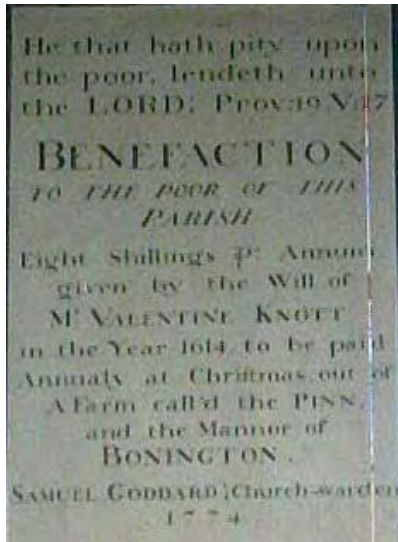 He that hath pity upon
the poor, lendeth unto
the LORD: Prov:19.V:17
BENEFACTION
TO THE POOR OF THIS
PARISH
Eight Shillings Pr Annum
given by the Will of
Mr VALENTINE KNOTT
in the Year 1614, to be paid
Annualy at Christmas, out of
A Farm call'd the PINN,
and the Mannor of
BONINGTON.
SAMUEL GODDARD; Church-warden
1774